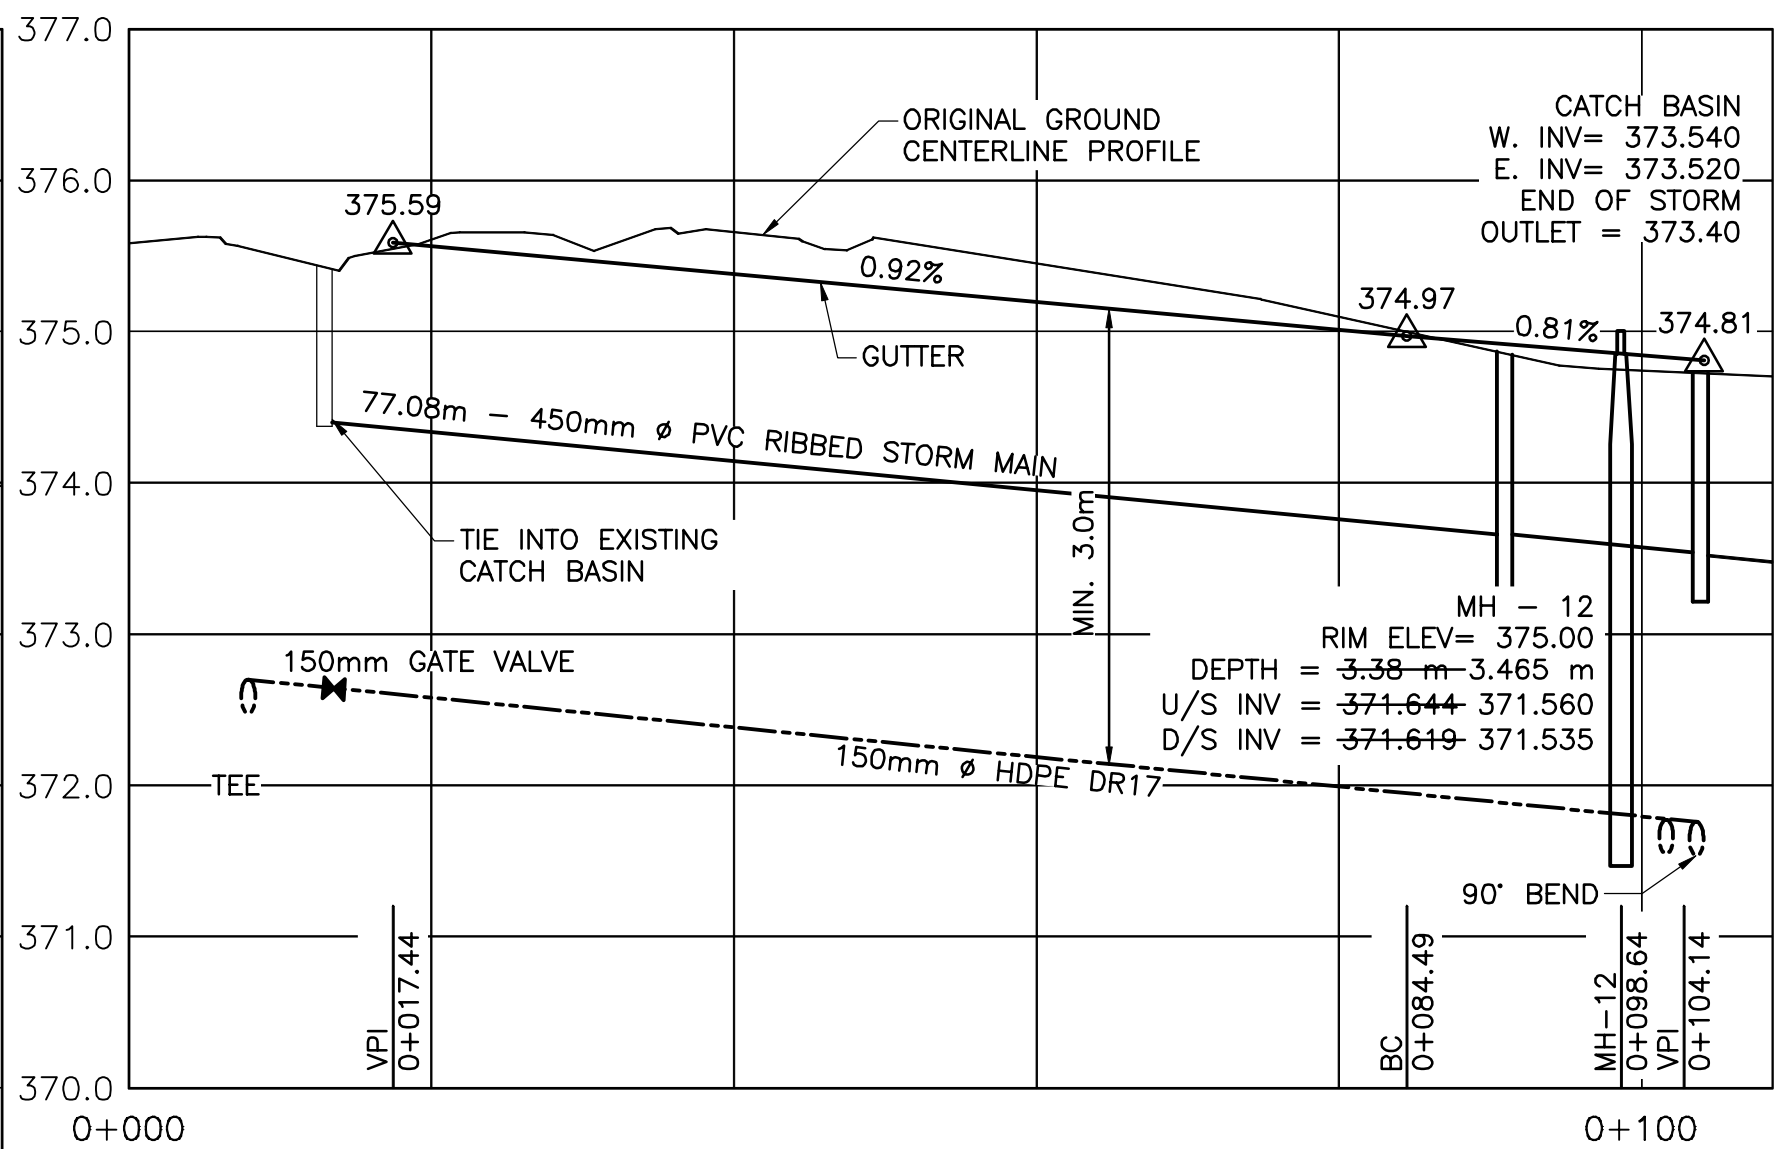 377.0
376.0
375.0
374.0
373.0
372.0
371.0
370.0
0+000
0+100
375.59
ORIGINAL GROUND
CENTERLINE PROFILE
CATCH BASIN
W. INV= 373.540
E. INV= 373.520
END OF STORM
OUTLET = 373.40
0.92%
GUTTER
374.97
0.81%
374.81
77.08m - 450mm ø PVC RIBBED STORM MAIN
TIE INTO EXISTING
CATCH BASIN
MIN. 3.0m
MH - 12
RIM ELEV= 375.00
DEPTH = 3.38 m 3.465 m
U/S INV = 371.644 371.560
D/S INV = 371.619 371.535
150mm GATE VALVE
TEE
150mm ø HDPE DR17
90° BEND
VPI
0+017.44
BC
0+084.49
MH-12
0+098.64
VPI
0+104.14